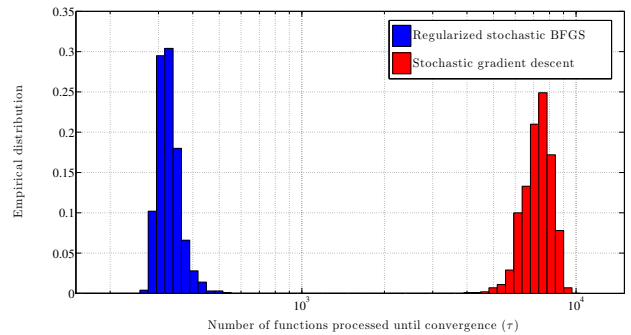 0.35
0.3
0.25
0.2
0.15
0.1
0.05
0
10^3
10^4
Empirical distribution
Number of functions processed until convergence (τ)
Regularized stochastic BFGS
Stochastic gradient descent